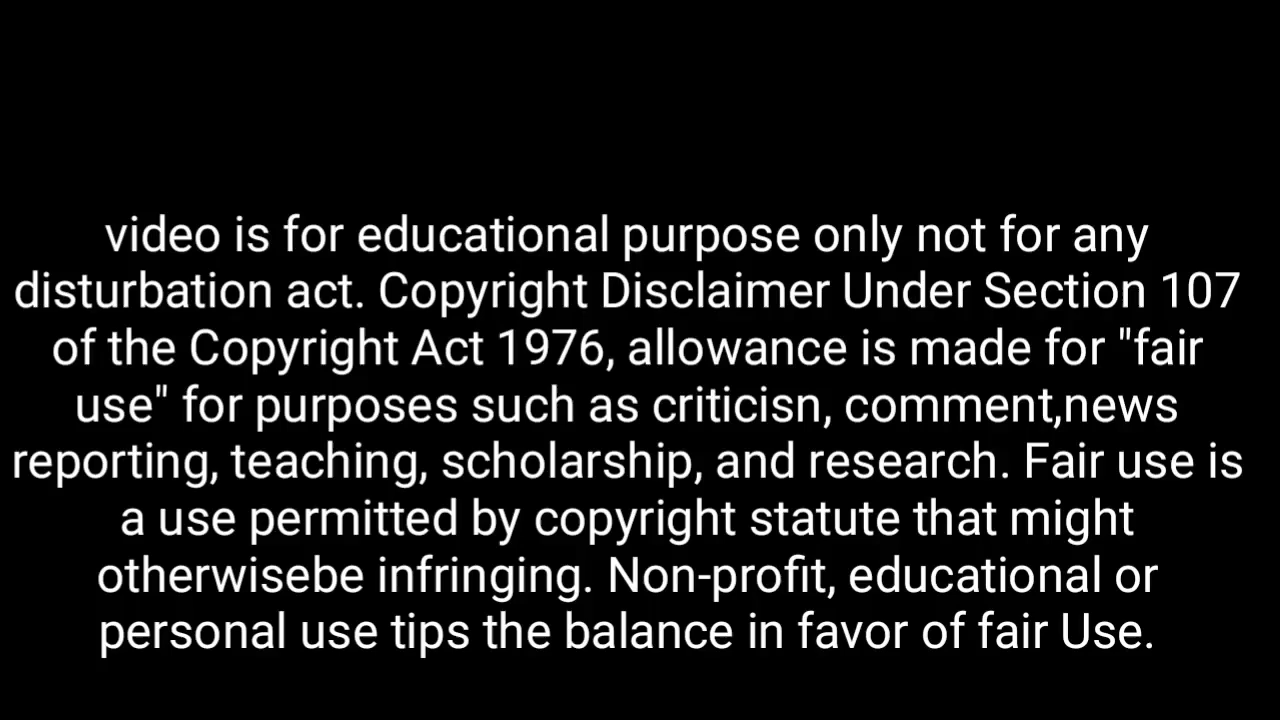 video is for educational purpose only not for any
disturbation act. Copyright Disclaimer Under Section 107
of the Copyright Act 1976, allowance is made for "fair
use" for purposes such as criticisn, comment,news
reporting, teaching, scholarship, and research. Fair use is
a use permitted by copyright statute that might
otherwisebe infringing. Non-profit, educational or
personal use tips the balance in favor of fair Use.